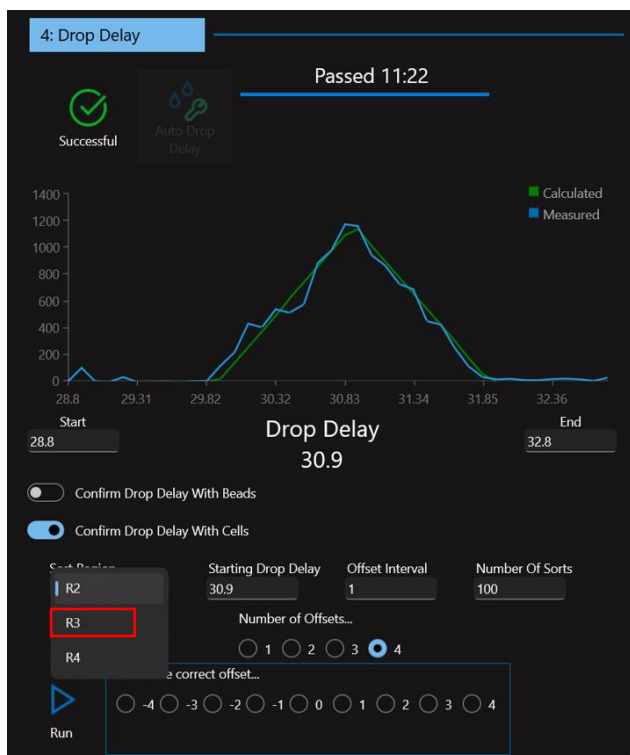 4: Drop Delay
Passed 11:22
Successful
Auto Drop
Delay
1400
1200
1000
800
600
400
200
0
Calculated
Measured
28.8 29.31 29.82 30.32 30.83 31.34 31.85 32.36
Start
28.8
Drop Delay
30.9
End
32.8
Confirm Drop Delay With Beads
Confirm Drop Delay With Cells
Starting Drop Delay Offset Interval Number Of Sorts
R2
30.9 1 100
R3
Number of Offsets...
1 2 3 4
R4
correct offset...
-4 -3 -2 -1 0 1 2 3 4
Run